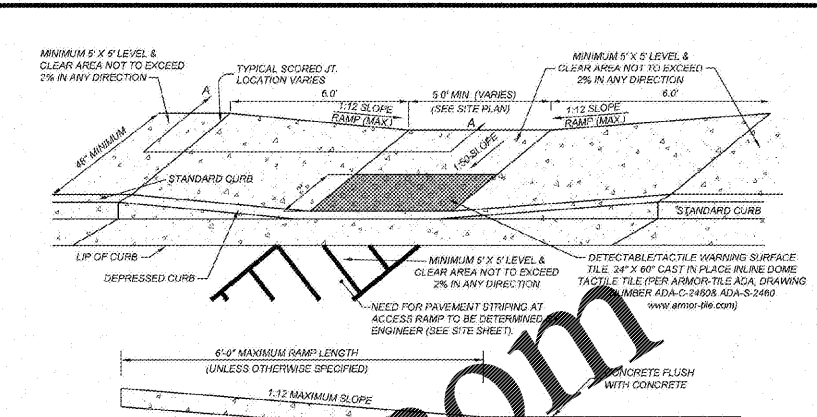 MINIMUM 5' X 5' LEVEL &
CLEAR AREA NOT TO EXCEED
2% IN ANY DIRECTION
TYPICAL SCORED JT.
LOCATION VARIES
MINIMUM 5' X 5' LEVEL &
CLEAR AREA NOT TO EXCEED
2% IN ANY DIRECTION
A
6.0'
5.0' MIN. (VARIES)
(SEE SITE PLAN)
6.0'
1:12 SLOPE
RAMP (MAX.)
1:12 SLOPE
RAMP (MAX.)
A
48" MINIMUM
1:50 SLOPE
STANDARD CURB
2'
STANDARD CURB
LIP OF CURB
DEPRESSED CURB
MINIMUM 5' X 5' LEVEL &
CLEAR AREA NOT TO EXCEED
2% IN ANY DIRECTION
DETECTABLE/TACTILE WARNING SURFACE
TILE, 24" X 60" CAST IN PLACE INLINE DOME
TACTILE TILE (PER ARMOR-TILE ADA, DRAWING
NUMBER ADA-C-2460& ADA-S-2460
www.armor-tile.com)
NEED FOR PAVEMENT STRIPING AT
ACCESS RAMP TO BE DETERMINED
ENGINEER (SEE SITE SHEET).
6'-0" MAXIMUM RAMP LENGTH
(UNLESS OTHERWISE SPECIFIED)
1:12 MAXIMUM SLOPE
CONCRETE FLUSH
WITH CONCRETE
om